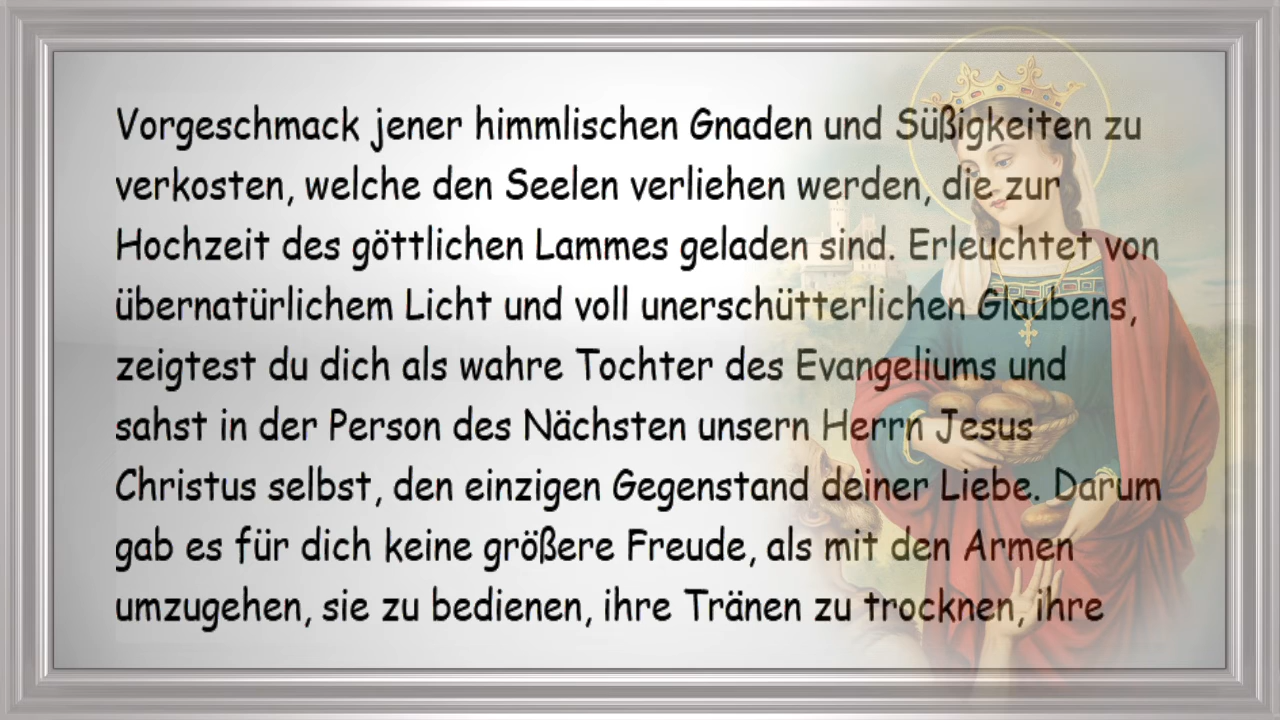 Vorgeschmack jener himmlischen Gnaden und Süßigkeiten zu
verkosten, welche den Seelen verliehen werden, die zur
Hochzeit des göttlichen Lammes geladen sind. Erleuchtet von
übernatürlichem Licht und voll unerschütterlichen Glaubens,
zeigtest du dich als wahre Tochter des Evangeliums und
sahst in der Person des Nächsten unsern Herrn Jesus
Christus selbst, den einzigen Gegenstand deiner Liebe. Darum
gab es für dich keine größere Freude, als mit den Armen
umzugehen, sie zu bedienen, ihre Tränen zu trocknen, ihre